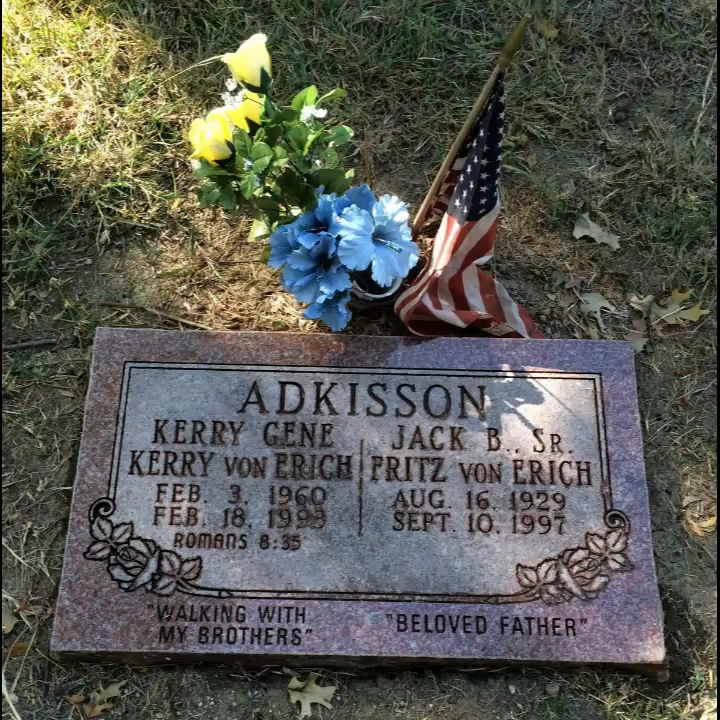 ADKISSON
KERRY GENE
KERRY VON ERICH
FEB. 3, 1960
FEB. 18, 1993
ROMANS 8:35
"WALKING WITH
MY BROTHERS"
JACK B., SR.
FRITZ VON ERICH
AUG. 16, 1929
SEPT. 10, 1997
"BELOVED FATHER"